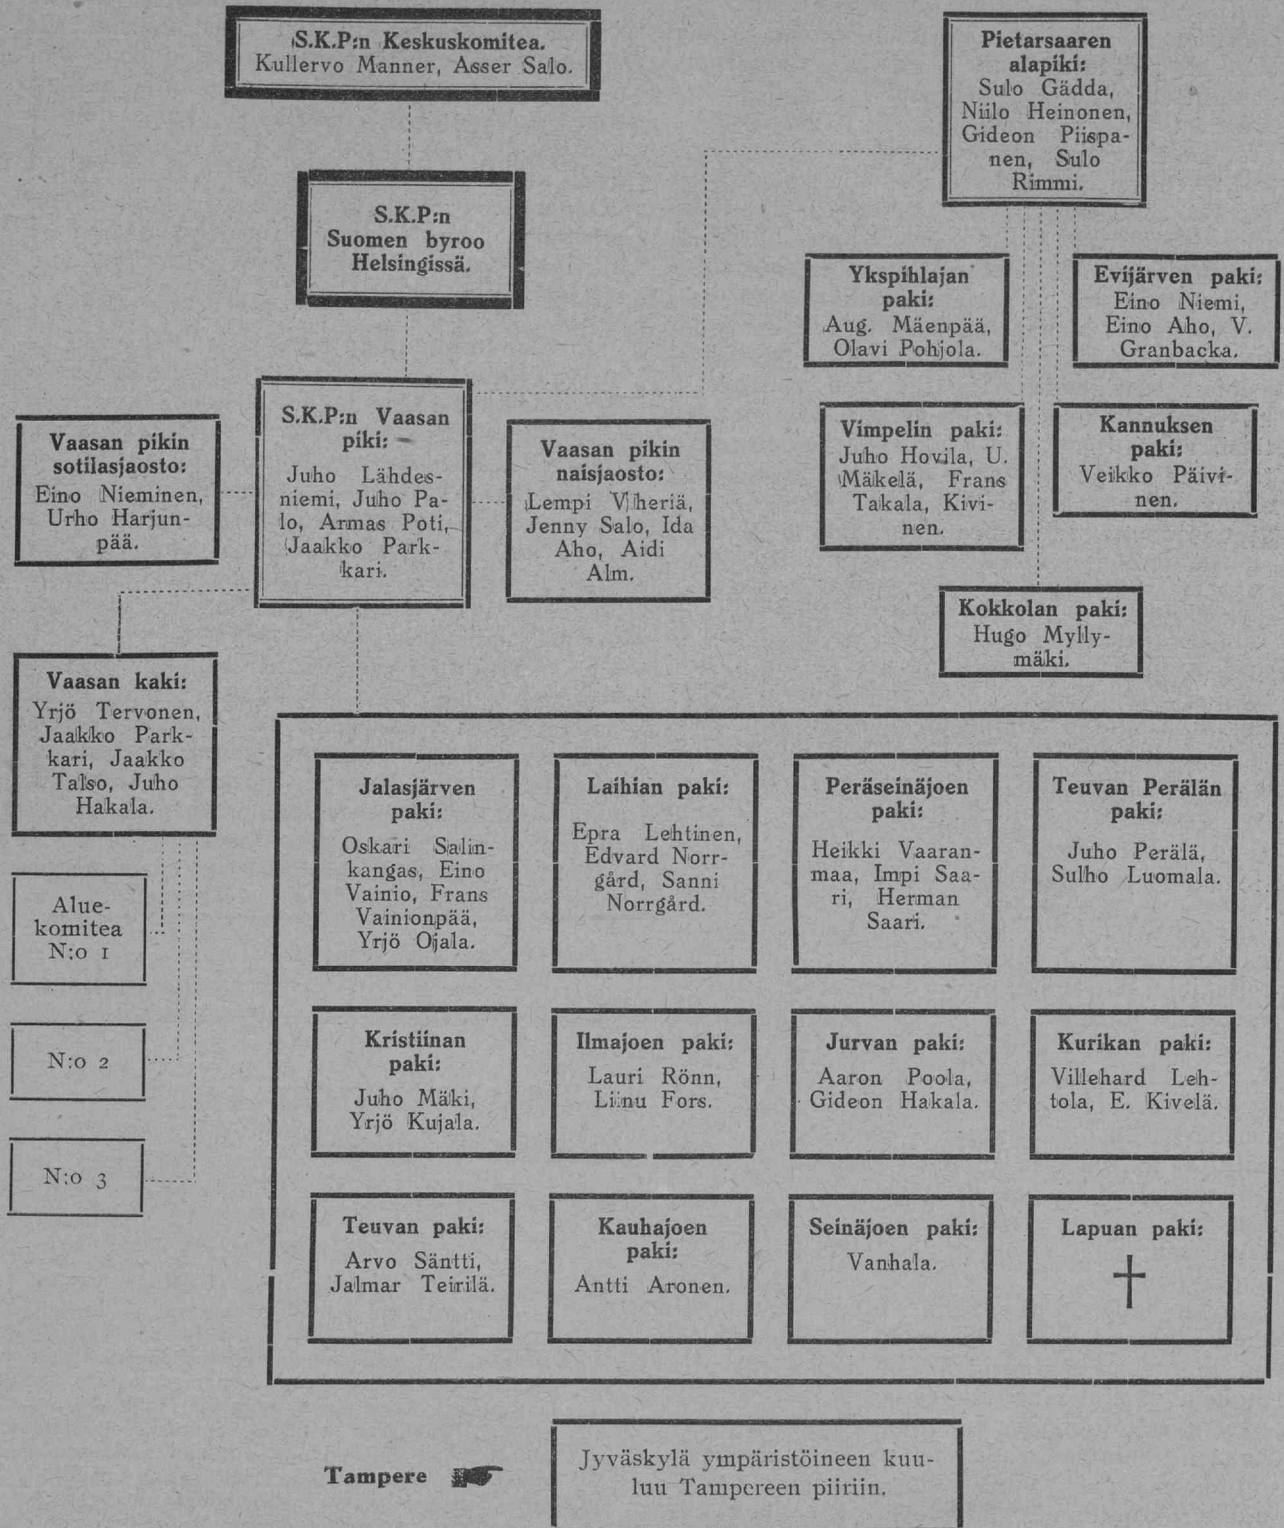 S.K.P:n Keskuskomitea.
Kullervo Manner, Asser Salo.
S.K.P:n
Suomen byroo
Helsingissä.
Pietarsaaren
alapiki:
Sulo Gädda,
Niilo Heinonen,
Gideon Piispa-
nen, Sulo
Rimmi.
Ykspihlajan
paki:
Aug. Mäenpää,
Olavi Pohjola.
Evijärven paki:
Eino Niemi,
Eino Aho, V.
Granbacka.
Vaasan pikin
sotilasjaosto:
Eino Nieminen,
Urho Harjun-
pää.
S.K.P:n Vaasan
piki:
Juho Lähdes-
niemi, Juho Pa-
lo, Armas Poti,
Jaakko Park-
kari.
Vaasan pikin
naisjaosto:
Lempi Viheriä,
Jenny Salo, Ida
Aho, Aidi
Alm.
Vimpelin paki:
Juho Hovila, U.
Mäkelä, Frans
Takala, Kivi-
nen.
Kannuksen
paki:
Veikko Päivi-
nen.
Kokkolan paki:
Hugo Mylly-
mäki.
Vaasan kaki:
Yrjö Tervonen,
Jaakko Park-
kari, Jaakko
Talso, Juho
Hakala.
Alue-
komitea
N:o 1
N:o 2
N:o 3
Jalasjärven
paki:
Oskari Salin-
kangas, Eino
Vainio, Frans
Vainionpää,
Yrjö Ojala.
Laihian paki:
Epra Lehtinen,
Edvard Norr-
gård, Sanni
Norrgård.
Peräseinäjoen
paki:
Heikki Vaaran-
maa, Impi Saa-
ri, Herman
Saari.
Teuvan Perälän
paki:
Juho Perälä,
Sulho Luomala.
Kristiinan
paki:
Juho Mäki,
Yrjö Kujala.
Ilmajoen paki:
Lauri Rönn,
Liinu Fors.
Jurvan paki:
Aaron Poola,
Gideon Hakala.
Kurikan paki:
Villehard Leh-
tola, E. Kivelä.
Teuvan paki:
Arvo Säntti,
Jalmar Teirilä.
Kauhajoen
paki:
Antti Aronen.
Seinäjoen paki:
Vanhala.
Lapuan paki:
Tampere
Jyväskylä ympäristöineen kuu-
luu Tampereen piiriin.